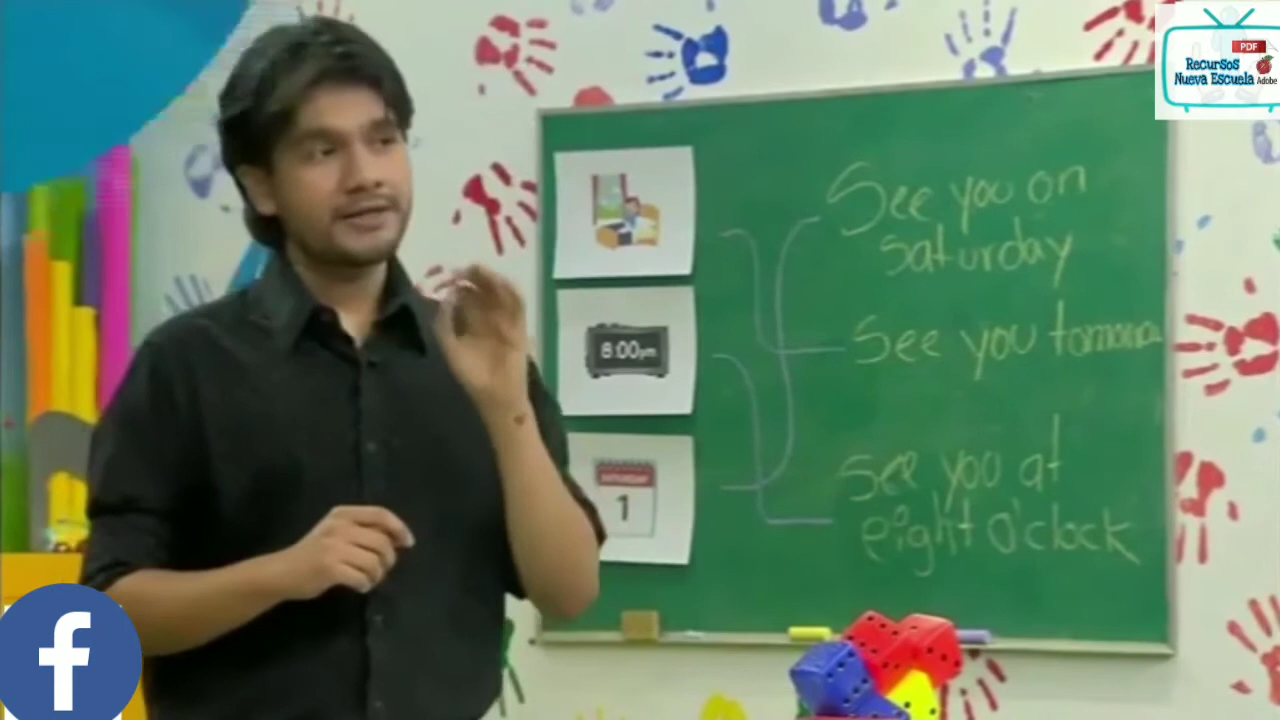 PDF
Recursos
Nueva Escuela Adobe
See you on
saturday
8:00pm
See you
SATURDAY
1
See you at
eight o'clock
f